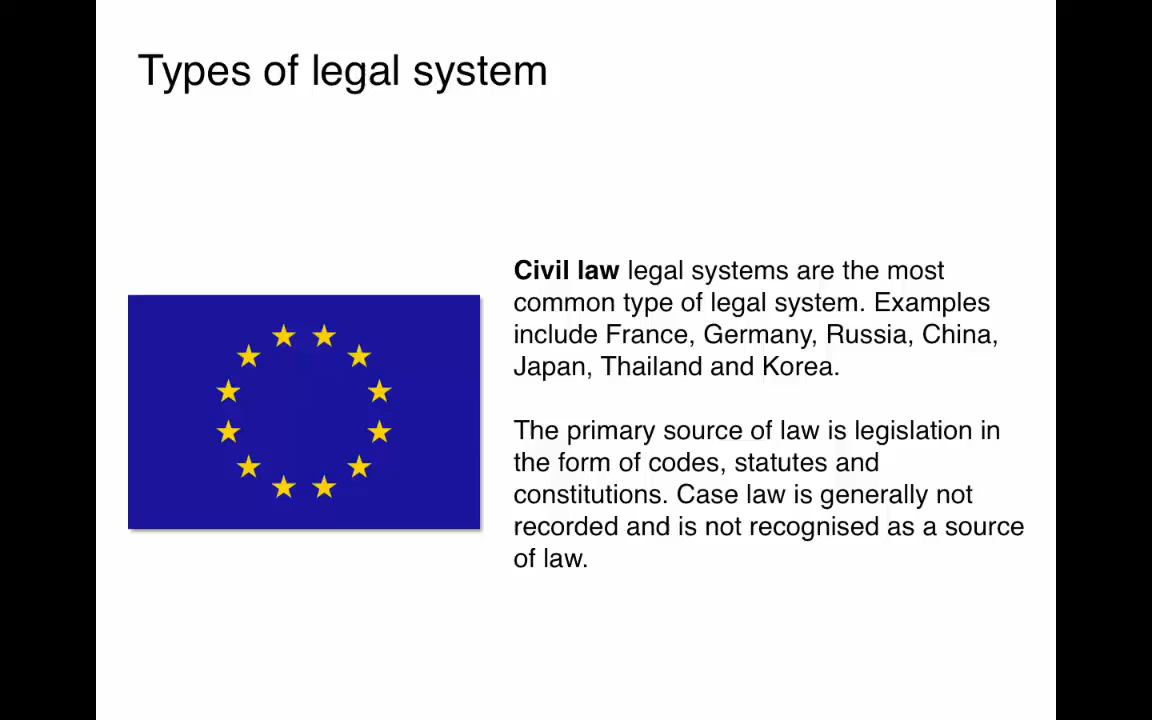 Types of legal system
Civil law legal systems are the most
common type of legal system. Examples
include France, Germany, Russia, China,
Japan, Thailand and Korea.
The primary source of law is legislation in
the form of codes, statutes and
constitutions. Case law is generally not
recorded and is not recognised as a source
of law.